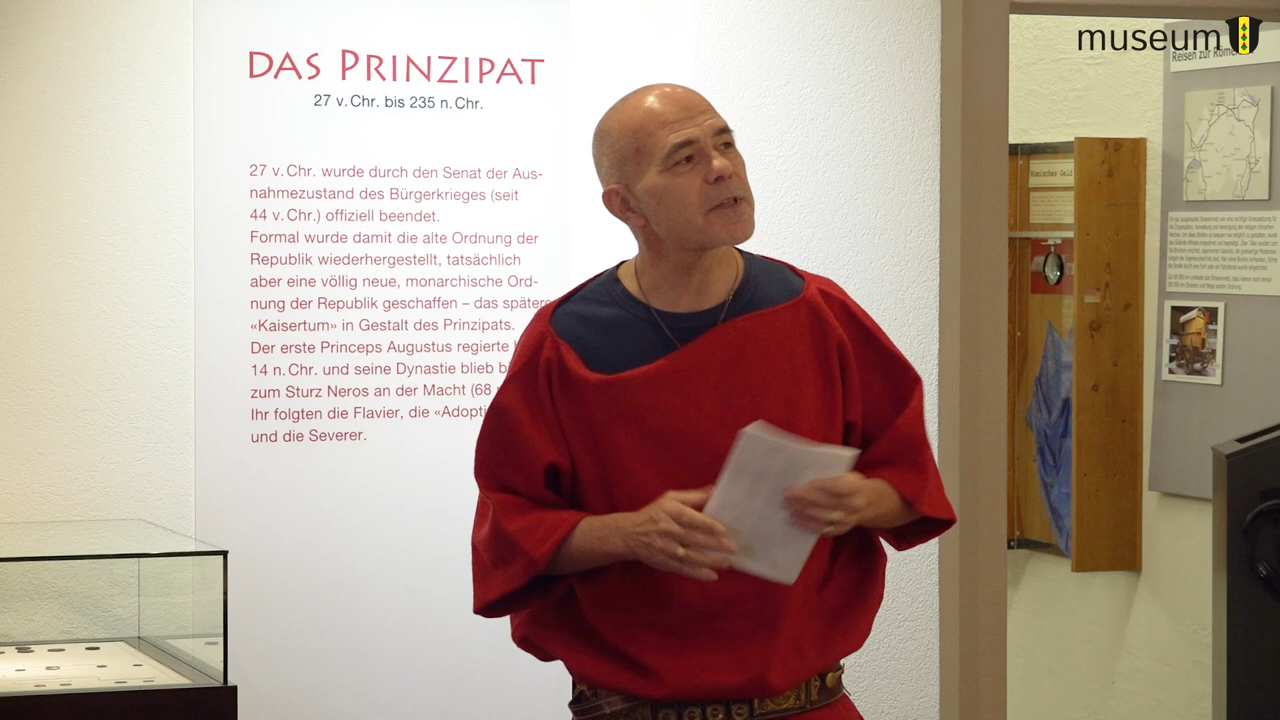 museum
DAS PRINZIPAT
27 v. Chr. bis 235 n. Chr.
27 v. Chr. wurde durch den Senat der Aus-
nahmezustand des Bürgerkrieges (seit
44 v. Chr.) offiziell beendet.
Formal wurde damit die alte Ordnung der
Republik wiederhergestellt, tatsächlich
aber eine völlig neue, monarchische Ord-
nung der Republik geschaffen – das spätere
«Kaisertum» in Gestalt des Prinzipats.
Der erste Princeps Augustus regierte
14 n. Chr. und seine Dynastie blieb
zum Sturz Neros an der Macht (68
Ihr folgten die Flavier, die
und die Severer.
Reisen zur
Römisches Geld